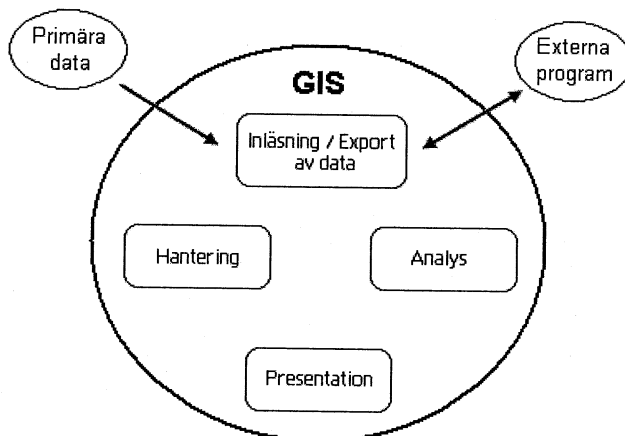 Primära
data
Externa
program
GIS
Inläsning / Export
av data
Hantering
Analys
Presentation